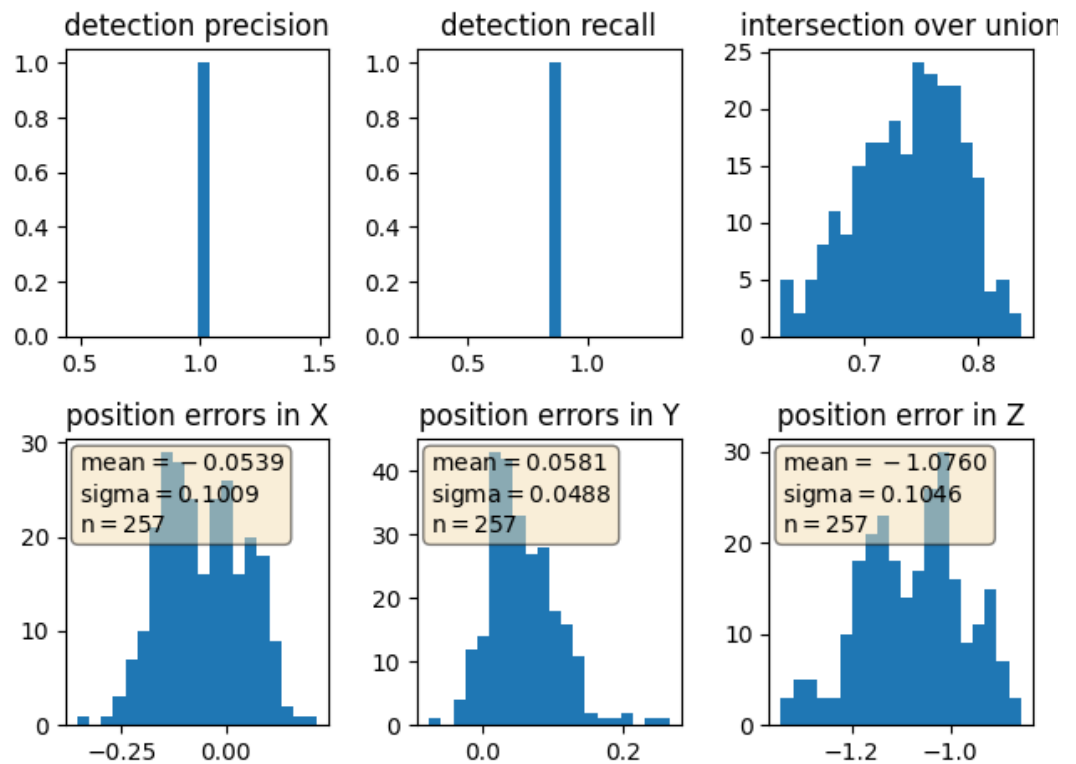 detection precision
1.0
0.8
0.6
0.4
0.2
0.0
0.5 1.0 1.5
detection recall
1.0
0.8
0.6
0.4
0.2
0.0
0.5 1.0
intersection over union
25
20
15
10
5
0
0.7 0.8
position errors in X
30
20
10
0
mean = −0.0539
sigma = 0.1009
n = 257
−0.25 0.00
position errors in Y
40
30
20
10
0
mean = 0.0581
sigma = 0.0488
n = 257
0.0 0.2
position error in Z
30
20
10
0
mean = −1.0760
sigma = 0.1046
n = 257
−1.2 −1.0